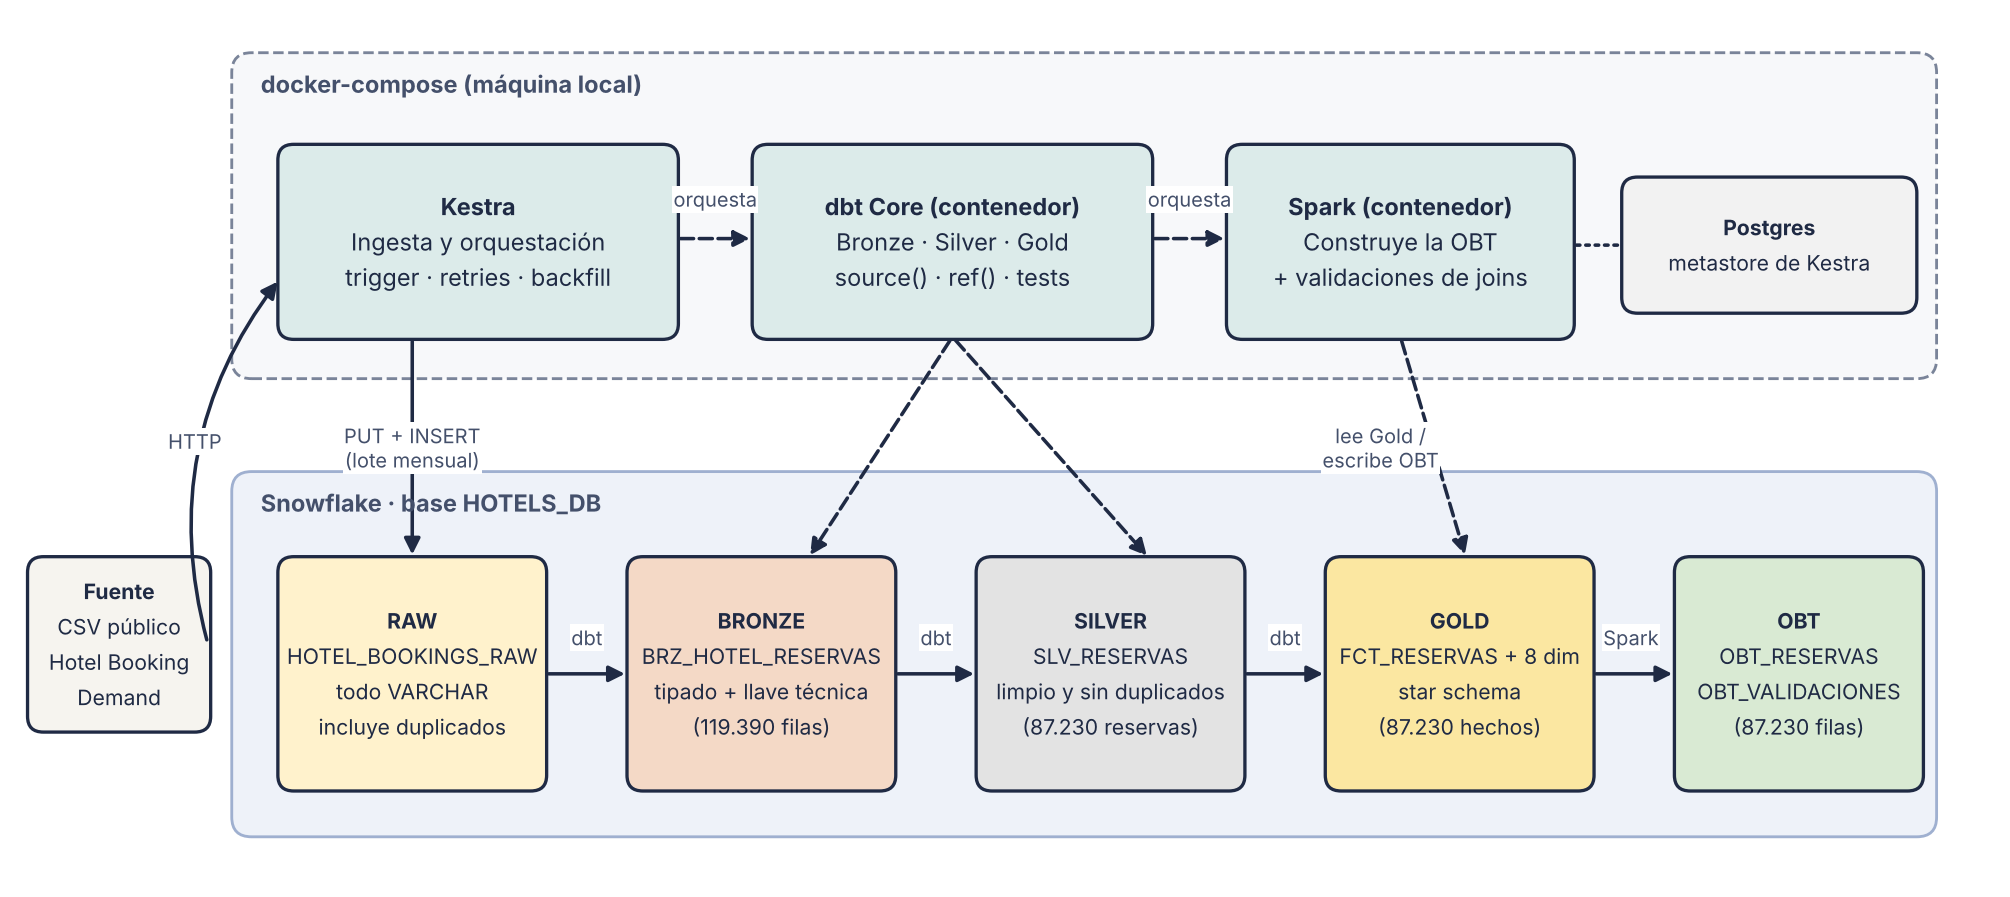 docker-compose (máquina local)
Kestra
Ingesta y orquestación
trigger · retries · backfill
orquesta
dbt Core (contenedor)
Bronze · Silver · Gold
source() · ref() · tests
orquesta
Spark (contenedor)
Construye la OBT
+ validaciones de joins
Postgres
metastore de Kestra
HTTP
PUT + INSERT
(lote mensual)
lee Gold /
escribe OBT
Snowflake · base HOTELS_DB
Fuente
CSV público
Hotel Booking
Demand
RAW
HOTEL_BOOKINGS_RAW
todo VARCHAR
incluye duplicados
dbt
BRONZE
BRZ_HOTEL_RESERVAS
tipado + llave técnica
(119.390 filas)
dbt
SILVER
SLV_RESERVAS
limpio y sin duplicados
(87.230 reservas)
dbt
GOLD
FCT_RESERVAS + 8 dim
star schema
(87.230 hechos)
Spark
OBT
OBT_RESERVAS
OBT_VALIDACIONES
(87.230 filas)